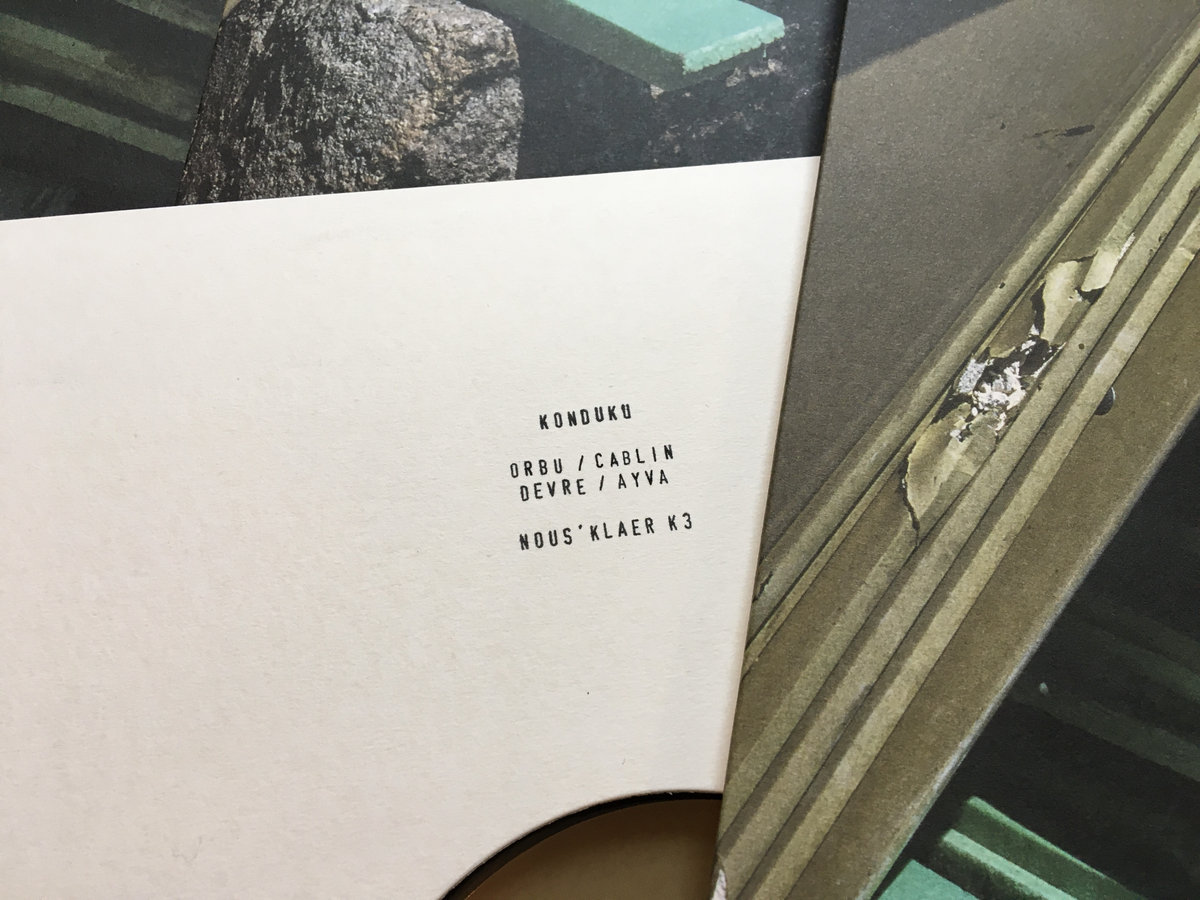 KONDUKU
ORBU / CABLIN
DEVRE / AYVA
NOUS'KLAER K3